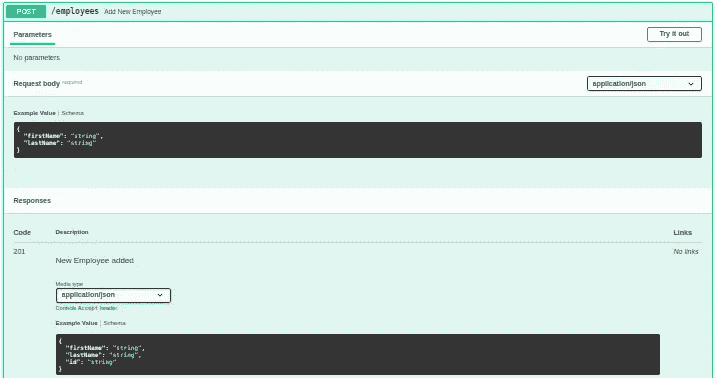 POST /employees Add New Employee
Parameters Try it out
No parameters
Request body required application/json
Example Value | Schema
{
"firstName": "string",
"lastName": "string"
}
Responses
Code Description Links
201 New Employee added No links
Media type
application/json
Controls Accept header.
Example Value | Schema
{
"firstName": "string",
"lastName": "string",
"id": "string"
}